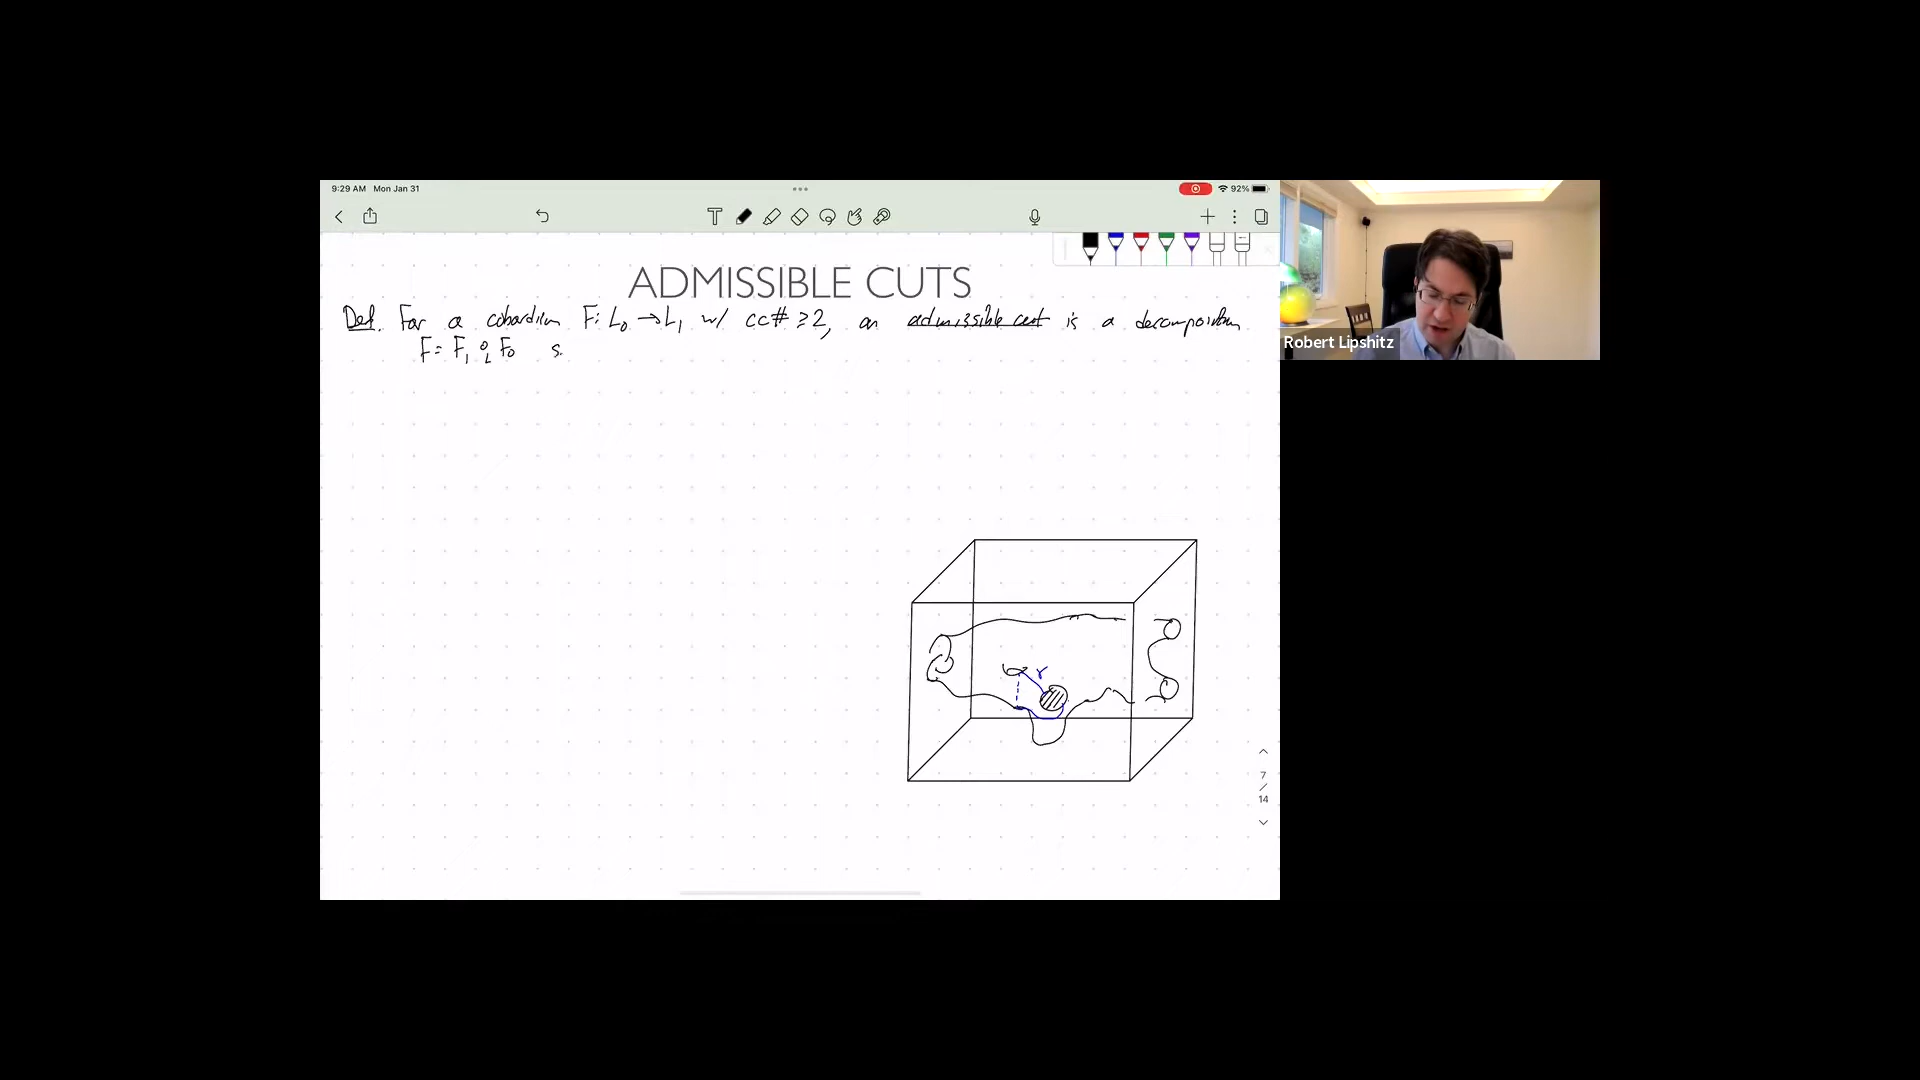 9:29 AM Mon Jan 31
92%
ADMISSIBLE CUTS
Def. For a cobordism F: L₀ → L₁ w/ cc# ≥ 2, an admissible cut is a decomposition
F = F₁ ∘_L F₀ s.
γ
7
/
14
Robert Lipshitz